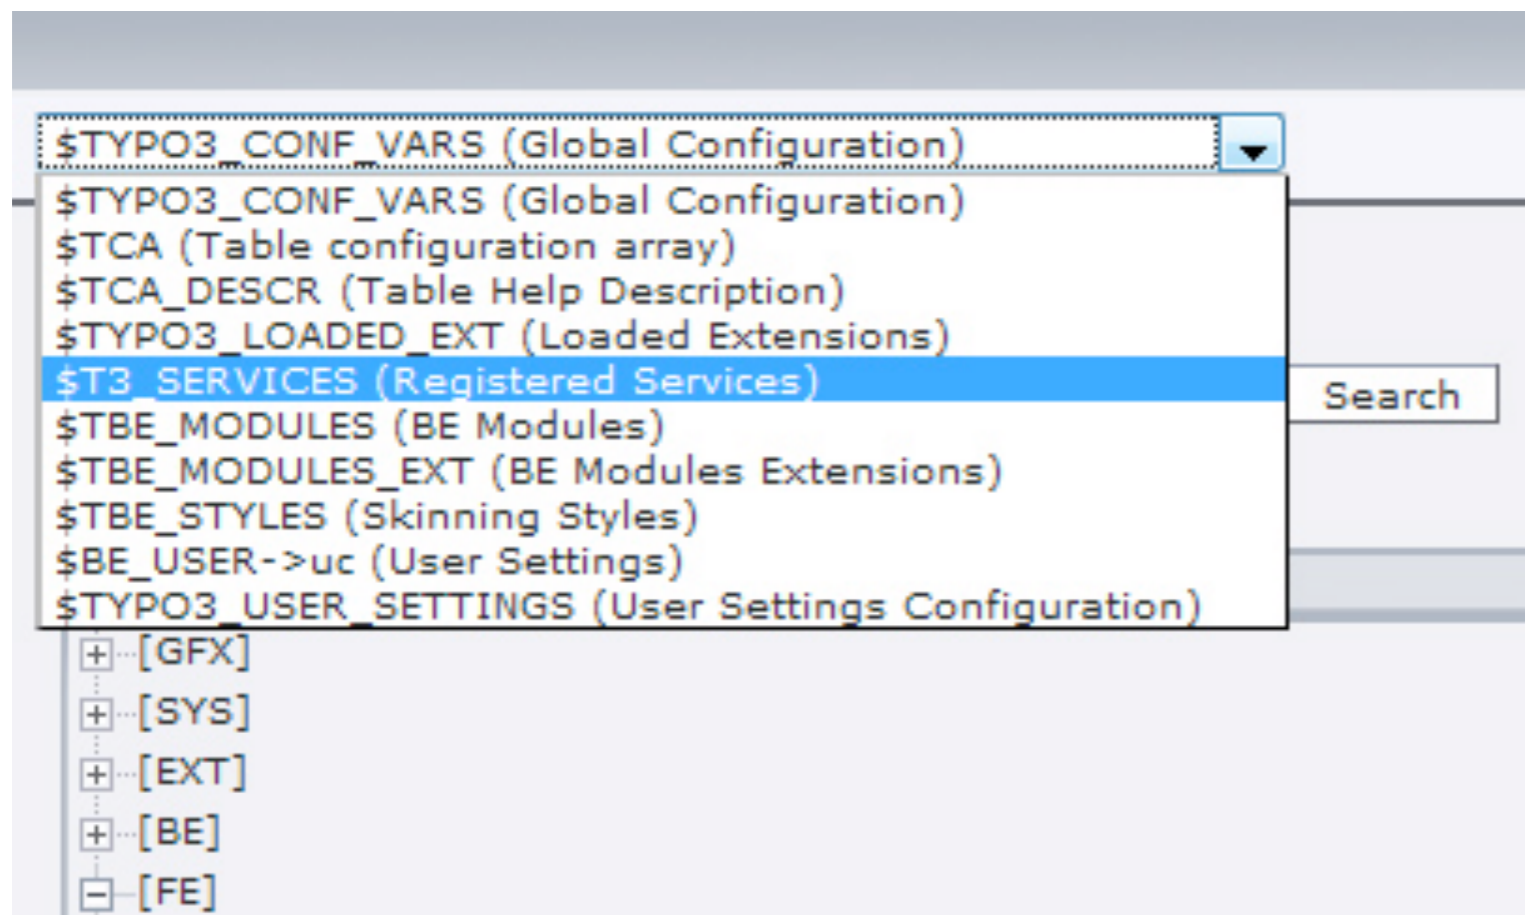 $TYPO3_CONF_VARS (Global Configuration)
$TYPO3_CONF_VARS (Global Configuration)
$TCA (Table configuration array)
$TCA_DESCR (Table Help Description)
$TYPO3_LOADED_EXT (Loaded Extensions)
$T3_SERVICES (Registered Services)
Search
$TBE_MODULES (BE Modules)
$TBE_MODULES_EXT (BE Modules Extensions)
$TBE_STYLES (Skinning Styles)
$BE_USER->uc (User Settings)
$TYPO3_USER_SETTINGS (User Settings Configuration)
[GFX]
[SYS]
[EXT]
[BE]
[FE]